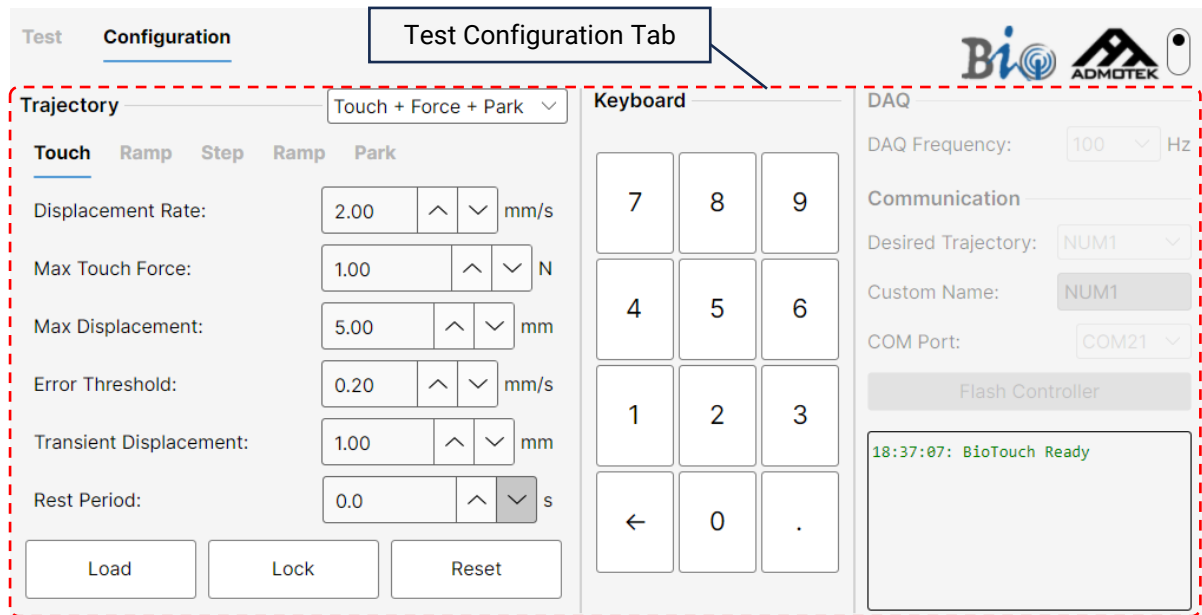 Test Configuration
Test Configuration Tab
Bio
ADMOTEK
Trajectory
Touch + Force + Park
Touch Ramp Step Ramp Park
Displacement Rate: 2.00 mm/s
Max Touch Force: 1.00 N
Max Displacement: 5.00 mm
Error Threshold: 0.20 mm/s
Transient Displacement: 1.00 mm
Rest Period: 0.0 s
Load Lock Reset
Keyboard
7 8 9
4 5 6
1 2 3
← 0 .
DAQ
DAQ Frequency: 100 Hz
Communication
Desired Trajectory: NUM1
Custom Name: NUM1
COM Port: COM21
Flash Controller
18:37:07: BioTouch Ready